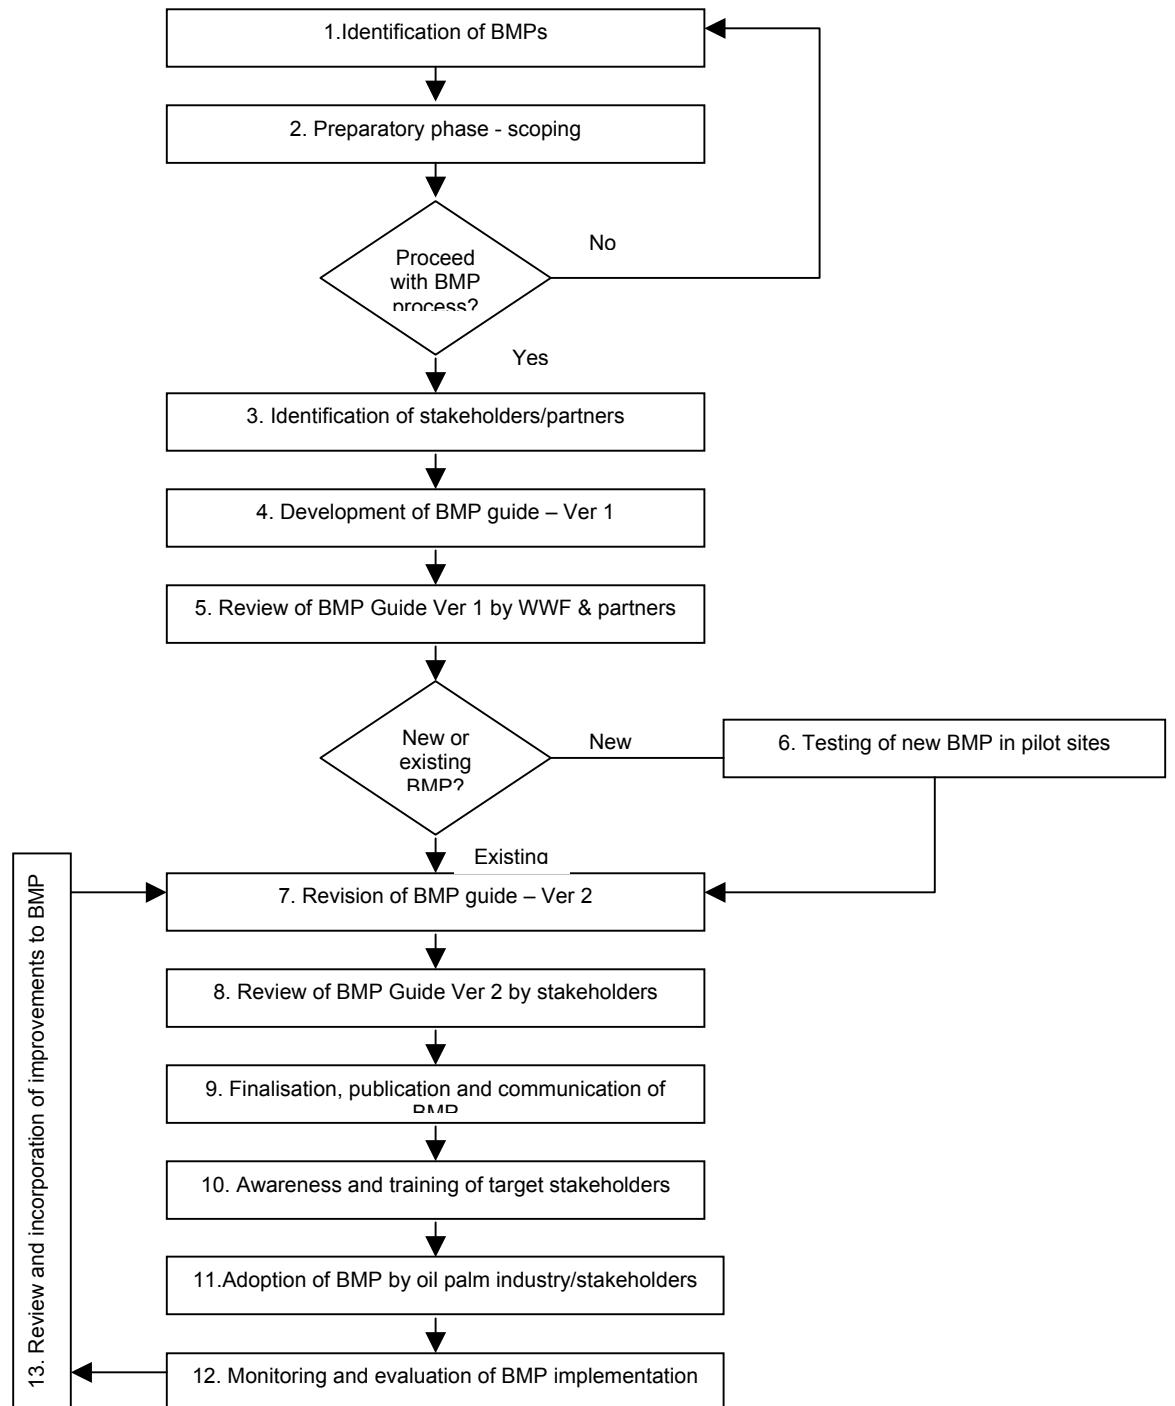 1.Identification of BMPs
2. Preparatory phase - scoping
Proceed
with BMP
process?
No
Yes
3. Identification of stakeholders/partners
4. Development of BMP guide – Ver 1
5. Review of BMP Guide Ver 1 by WWF & partners
New or
existing
BMP?
New
6. Testing of new BMP in pilot sites
Existing
7. Revision of BMP guide – Ver 2
8. Review of BMP Guide Ver 2 by stakeholders
9. Finalisation, publication and communication of
BMP
10. Awareness and training of target stakeholders
11.Adoption of BMP by oil palm industry/stakeholders
12. Monitoring and evaluation of BMP implementation
13. Review and incorporation of improvements to BMP